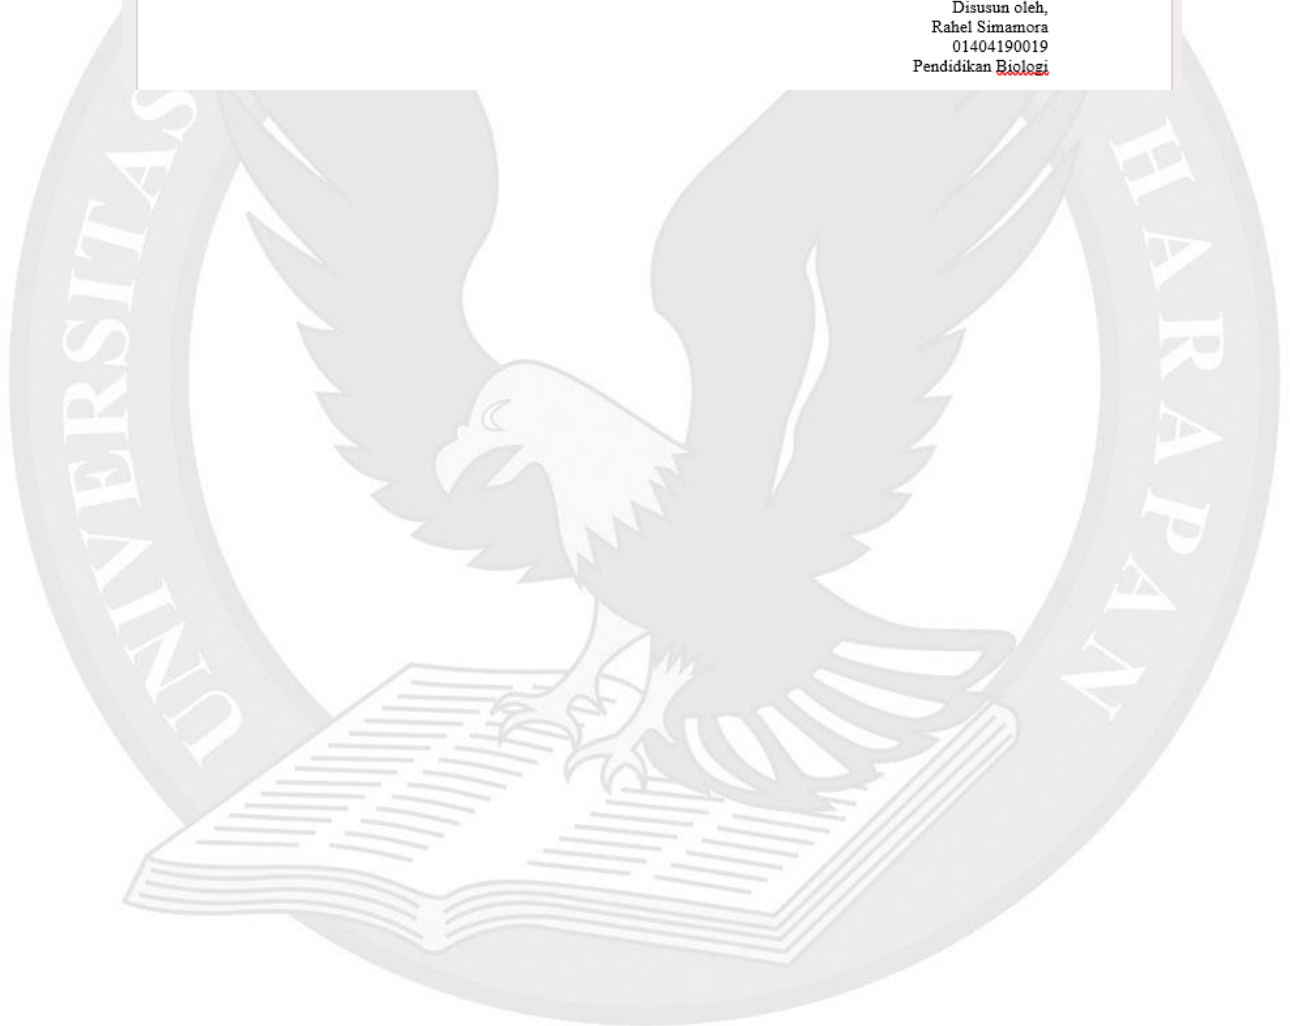 Disusun oleh,
Rahel Simamora
01404190019
Pendidikan Biologi
UNIVERSITAS
HARAPAN